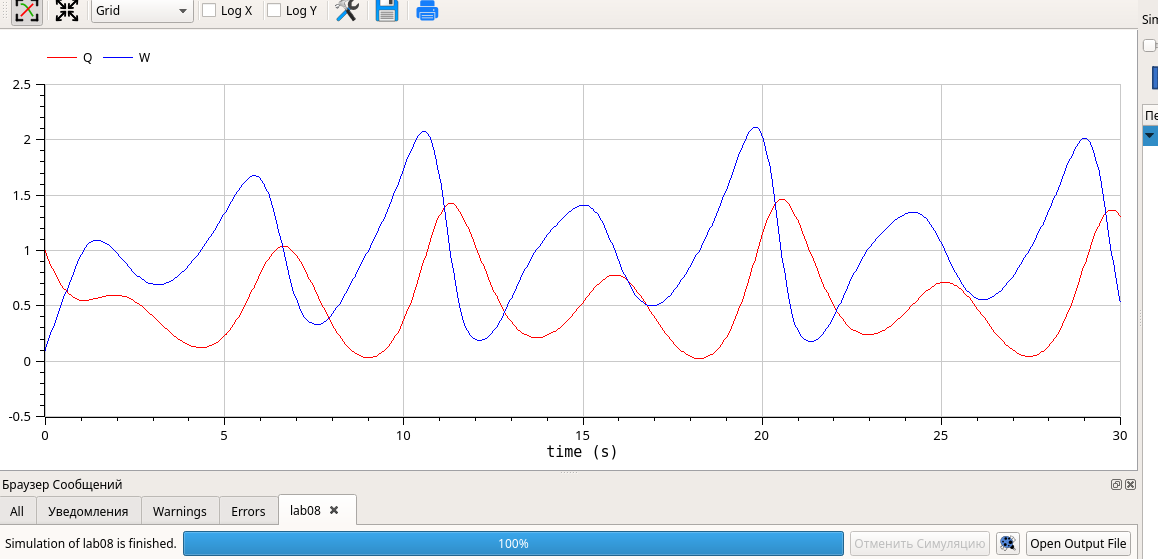 Grid Log X Log Y
Sim
Q W
2.5
2
1.5
1
0.5
0
-0.5
0 5 10 15 20 25 30
time (s)
Пе
Браузер Сообщений
All Уведомления Warnings Errors lab08
Simulation of lab08 is finished. 100% Отменить Симуляцию Open Output File